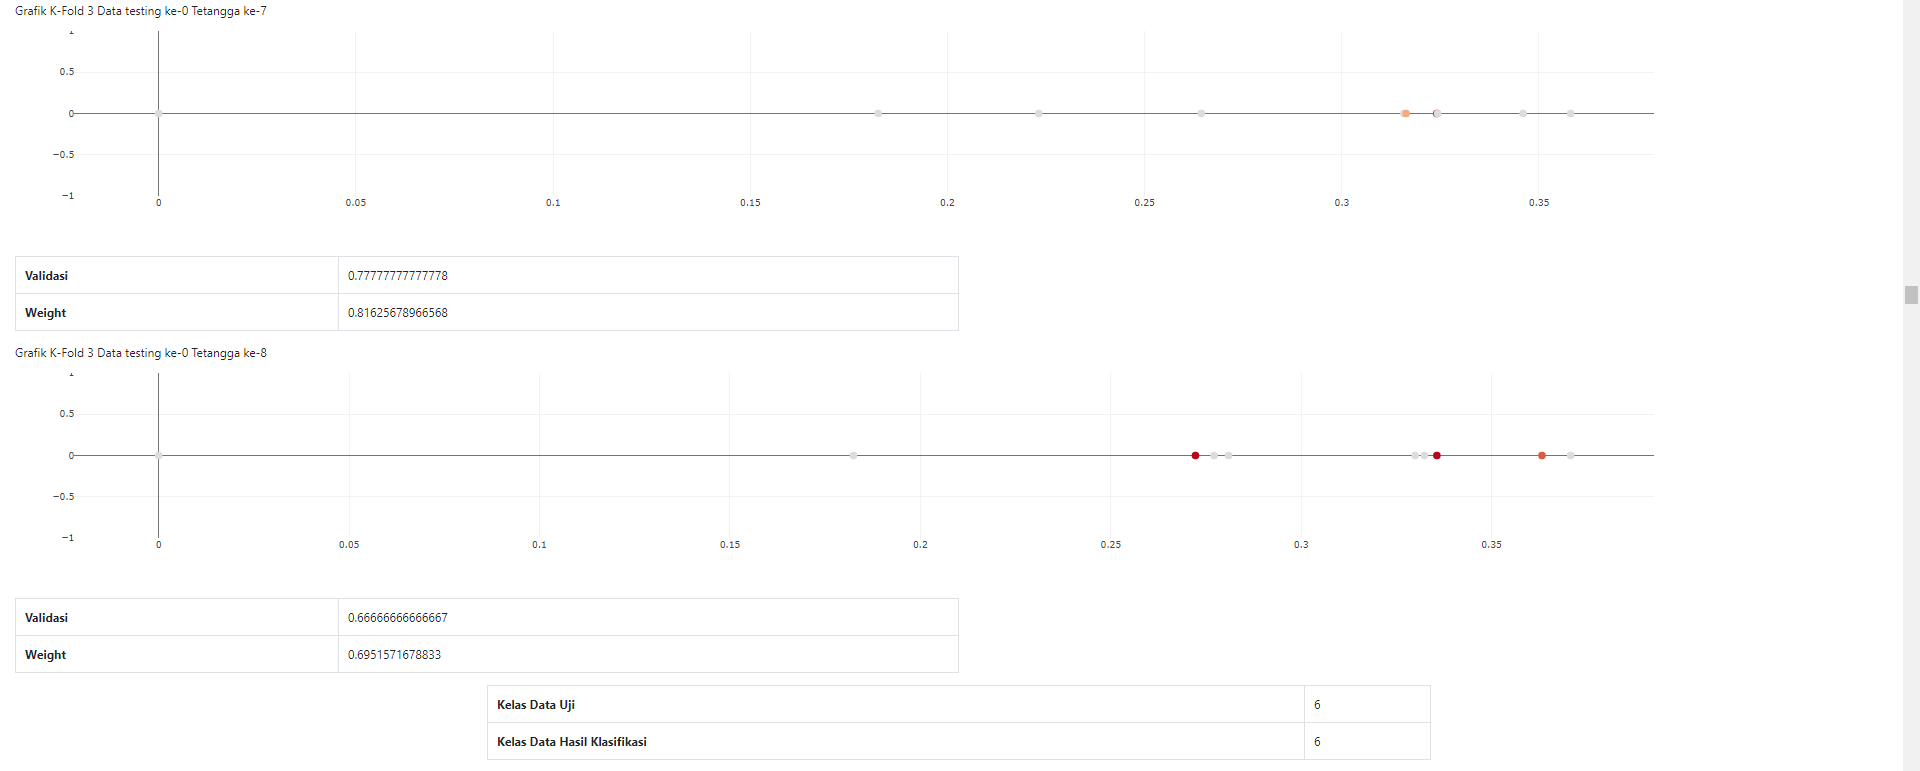 Grafik K-Fold 3 Data testing ke-0 Tetangga ke-7
1
0.5
0
−0.5
−1
0 0.05 0.1 0.15 0.2 0.25 0.3 0.35
Validasi 0.77777777777778
Weight 0.81625678966568
Grafik K-Fold 3 Data testing ke-0 Tetangga ke-8
1
0.5
0
−0.5
−1
0 0.05 0.1 0.15 0.2 0.25 0.3 0.35
Validasi 0.66666666666667
Weight 0.6951571678833
Kelas Data Uji 6
Kelas Data Hasil Klasifikasi 6